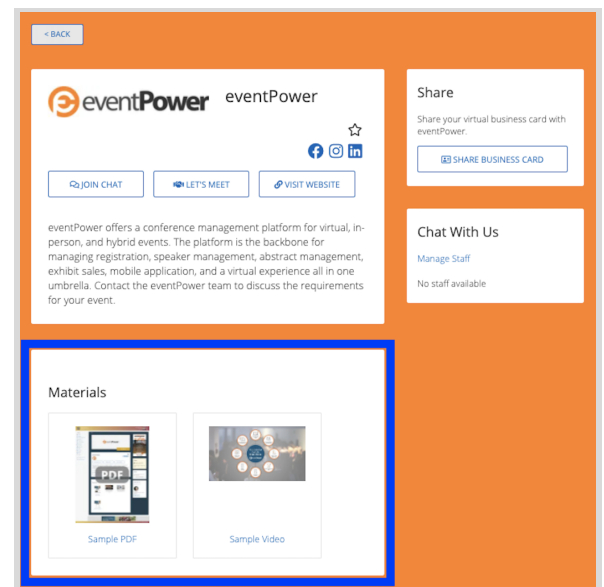 < BACK
eventPower eventPower
JOIN CHAT LET'S MEET VISIT WEBSITE
eventPower offers a conference management platform for virtual, in-
person, and hybrid events. The platform is the backbone for
managing registration, speaker management, abstract management,
exhibit sales, mobile application, and a virtual experience all in one
umbrella. Contact the eventPower team to discuss the requirements
for your event.
Share
Share your virtual business card with
eventPower.
SHARE BUSINESS CARD
Chat With Us
Manage Staff
No staff available
Materials
PDF
Sample PDF Sample Video